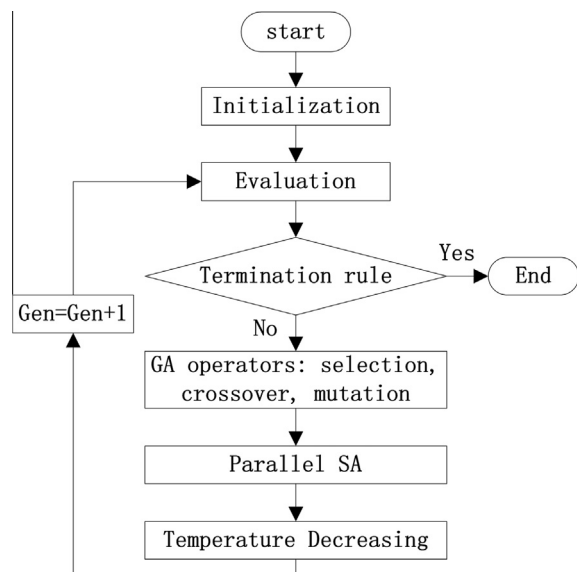 start
Initialization
Evaluation
Termination rule
Yes
End
Gen=Gen+1
No
GA operators: selection,
crossover, mutation
Parallel SA
Temperature Decreasing